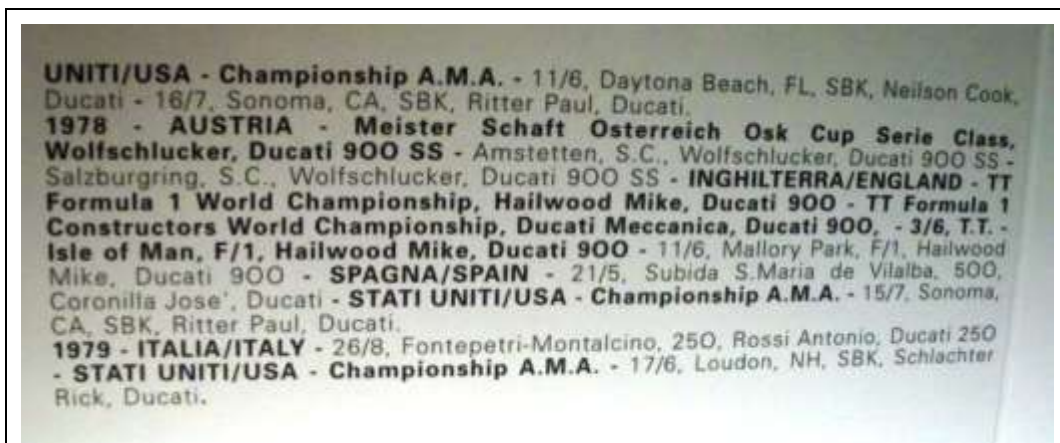 UNITI/USA - Championship A.M.A. - 11/6, Daytona Beach, FL, SBK, Neilson Cook,
Ducati - 16/7, Sonoma, CA, SBK, Ritter Paul, Ducati.
1978 - AUSTRIA - Meister Schaft Osterreich Osk Cup Serie Class,
Wolfschlucker, Ducati 900 SS - Amstetten, S.C., Wolfschlucker, Ducati 900 SS -
Salzburgring, S.C., Wolfschlucker, Ducati 900 SS - INGHILTERRA/ENGLAND - TT
Formula 1 World Championship, Hailwood Mike, Ducati 900 - TT Formula 1
Constructors World Championship, Ducati Meccanica, Ducati 900, - 3/6, T.T. -
Isle of Man, F/1, Hailwood Mike, Ducati 900 - 11/6, Mallory Park, F/1, Hailwood
Mike, Ducati 900 - SPAGNA/SPAIN - 21/5, Subida S.Maria de Vilalba, 500,
Coronilla Jose', Ducati - STATI UNITI/USA - Championship A.M.A. - 15/7, Sonoma,
CA, SBK, Ritter Paul, Ducati.
1979 - ITALIA/ITALY - 26/8, Fontepetri-Montalcino, 250, Rossi Antonio, Ducati 250
- STATI UNITI/USA - Championship A.M.A. - 17/6, Loudon, NH, SBK, Schlachter
Rick, Ducati.